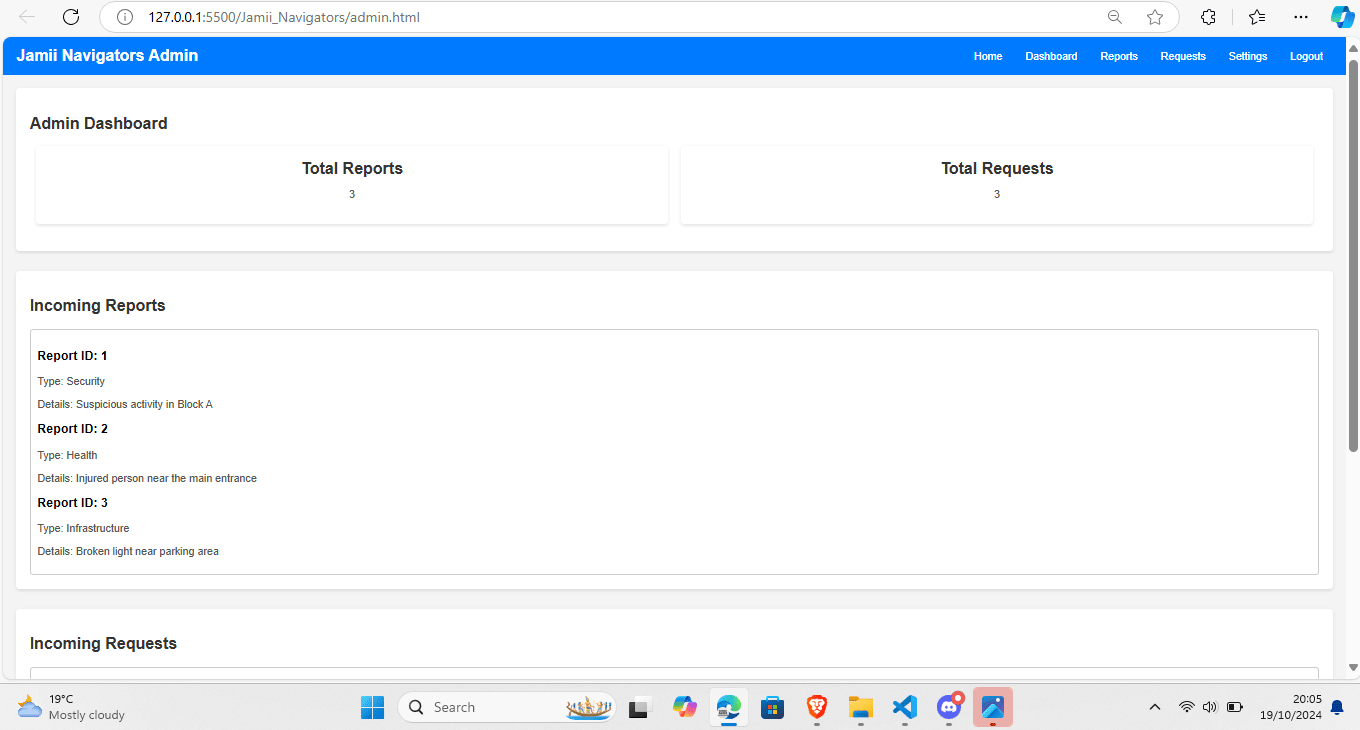 127.0.0.1:5500/Jamii_Navigators/admin.html
Jamii Navigators Admin
Home Dashboard Reports Requests Settings Logout
Admin Dashboard
Total Reports
3
Total Requests
3
Incoming Reports
Report ID: 1
Type: Security
Details: Suspicious activity in Block A
Report ID: 2
Type: Health
Details: Injured person near the main entrance
Report ID: 3
Type: Infrastructure
Details: Broken light near parking area
Incoming Requests
19°C
Mostly cloudy
Search
20:05
19/10/2024